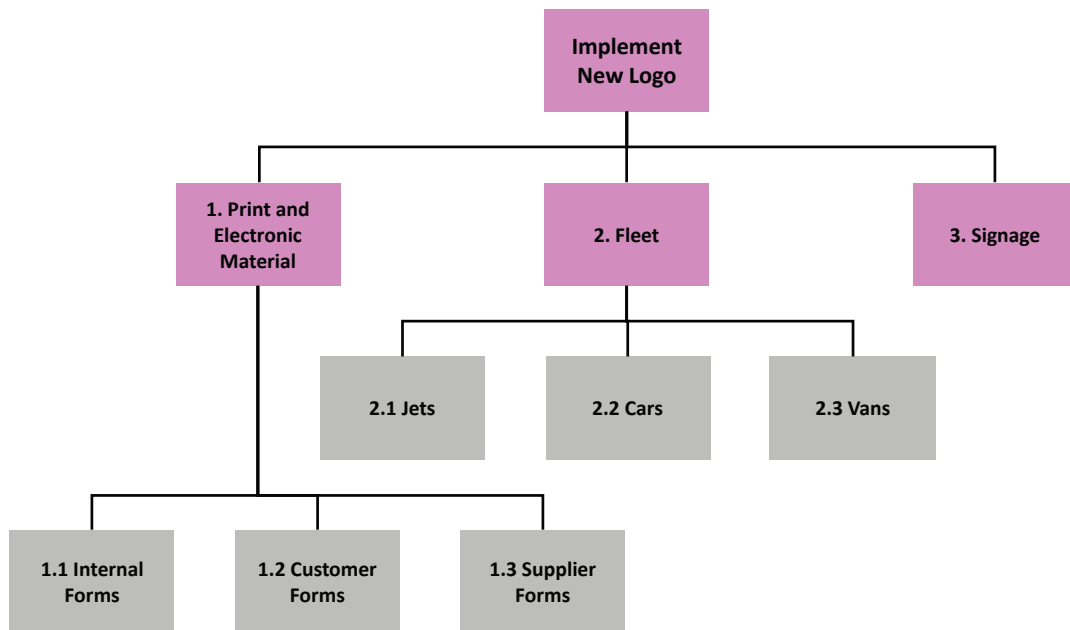 Implement
New Logo
1. Print and
Electronic
Material
2. Fleet
3. Signage
2.1 Jets
2.2 Cars
2.3 Vans
1.1 Internal
Forms
1.2 Customer
Forms
1.3 Supplier
Forms